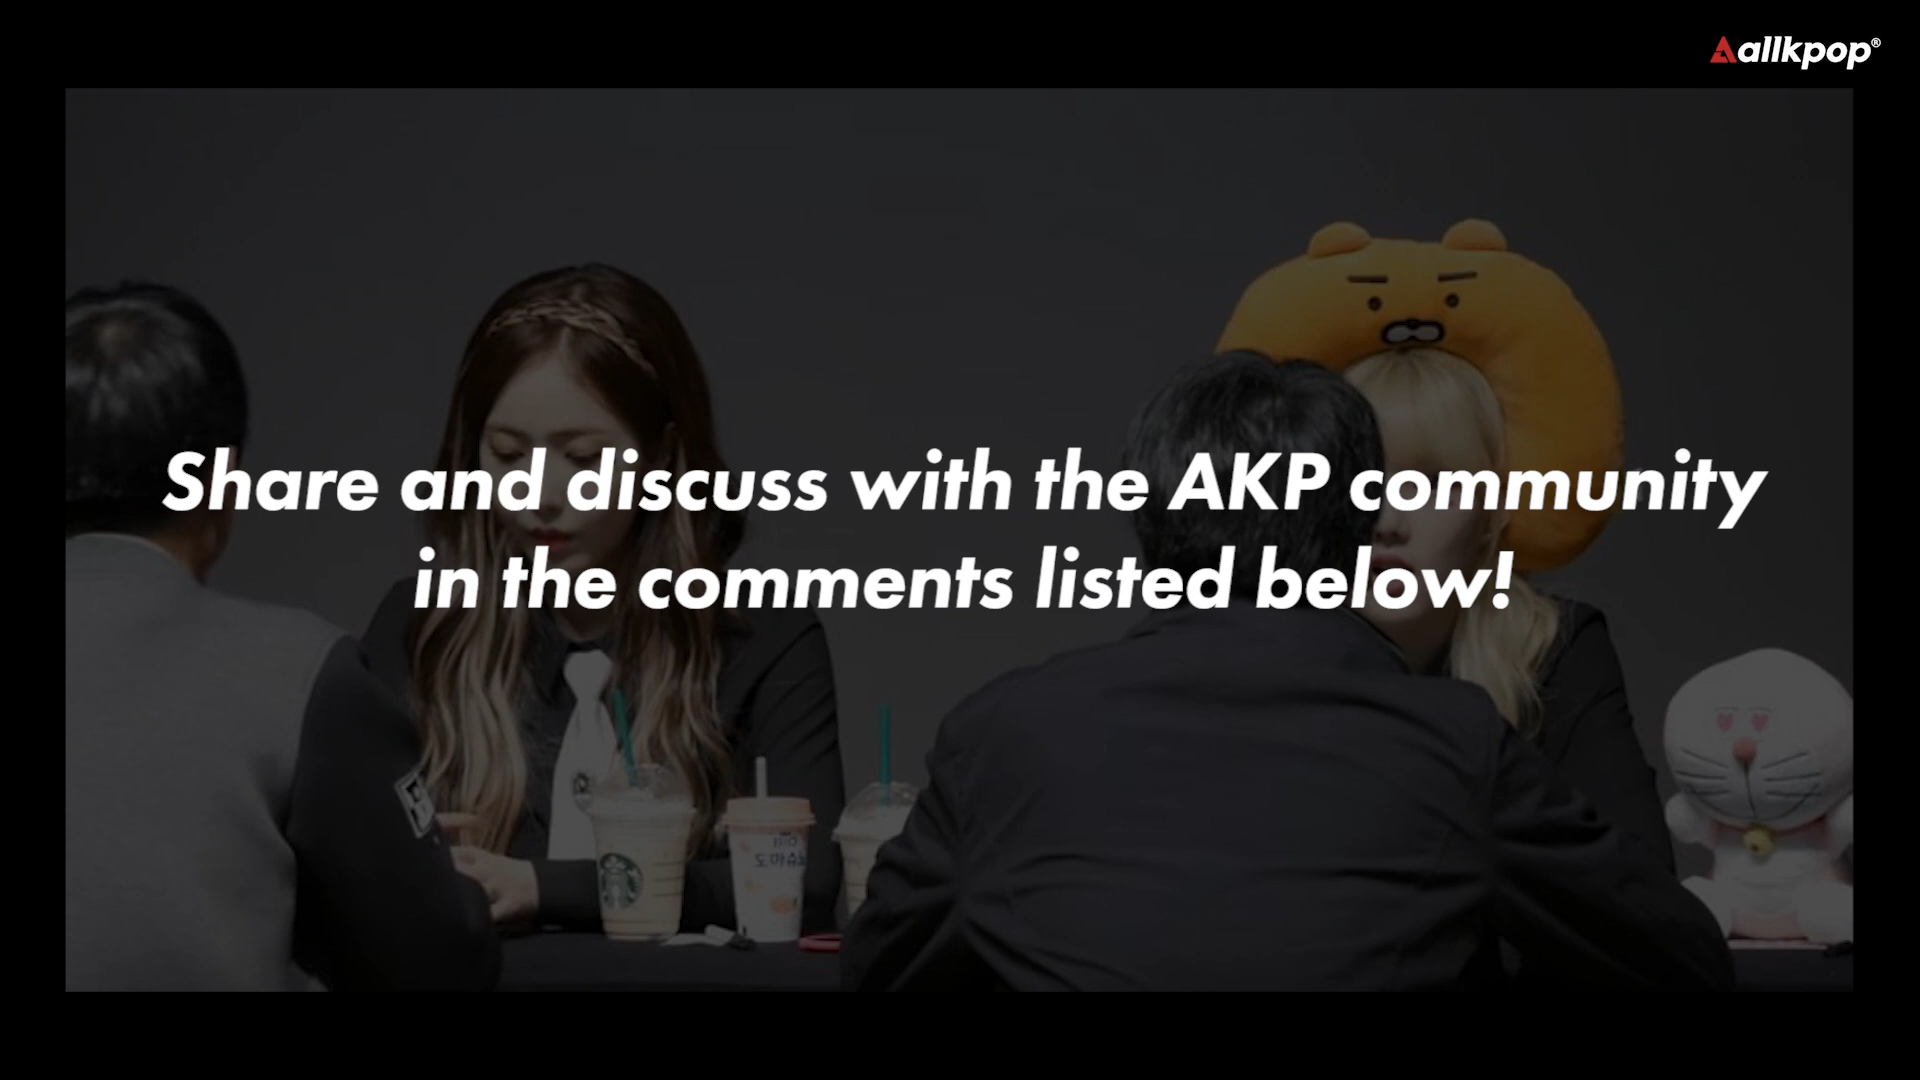 allkpop®
Share and discuss with the AKP community
in the comments listed below!